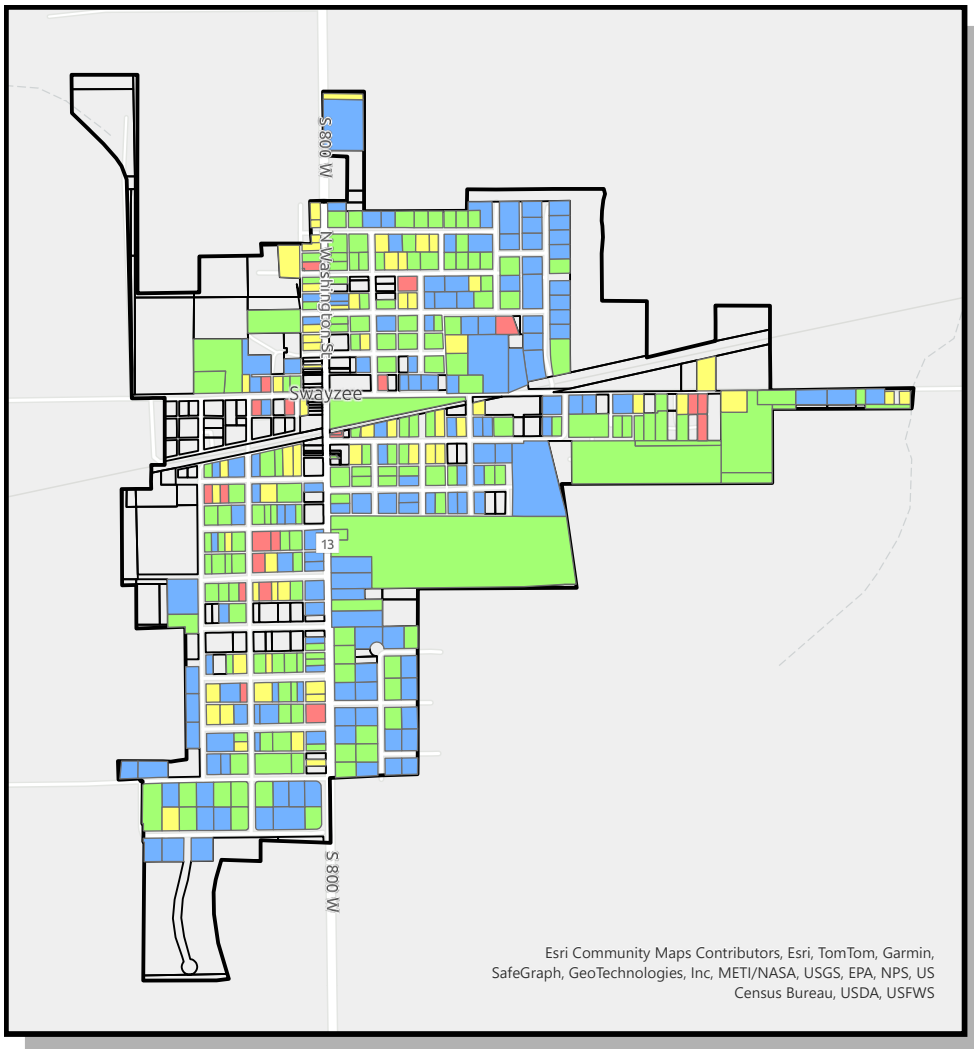 S 800 W
N Washington St
Swayzee
13
S 800 W
Esri Community Maps Contributors, Esri, TomTom, Garmin,
SafeGraph, GeoTechnologies, Inc, METI/NASA, USGS, EPA, NPS, US
Census Bureau, USDA, USFWS